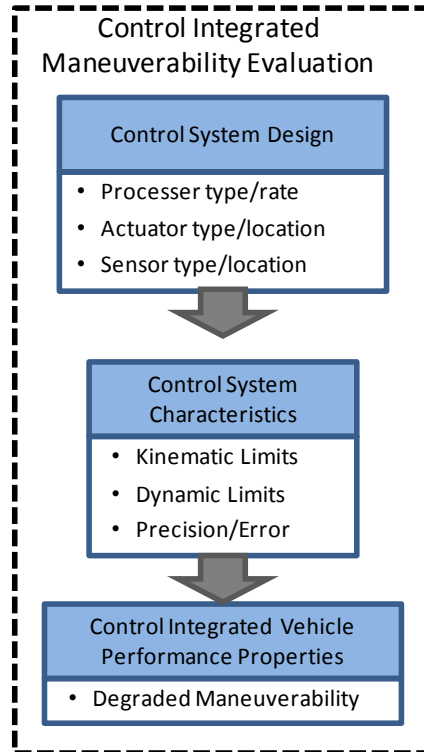 Control Integrated
Maneuverability Evaluation
Control System Design
• Processer type/rate
• Actuator type/location
• Sensor type/location
Control System
Characteristics
• Kinematic Limits
• Dynamic Limits
• Precision/Error
Control Integrated Vehicle
Performance Properties
• Degraded Maneuverability